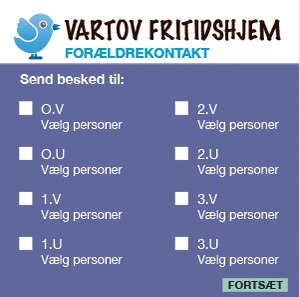 VARTOV FRITIDSHJEM
FORÆLDREKONTAKT
Send besked til:
O.V
Vælg personer
O.U
Vælg personer
1.V
Vælg personer
1.U
Vælg personer
2.V
Vælg personer
2.U
Vælg personer
3.V
Vælg personer
3.U
Vælg personer
FORTSÆT